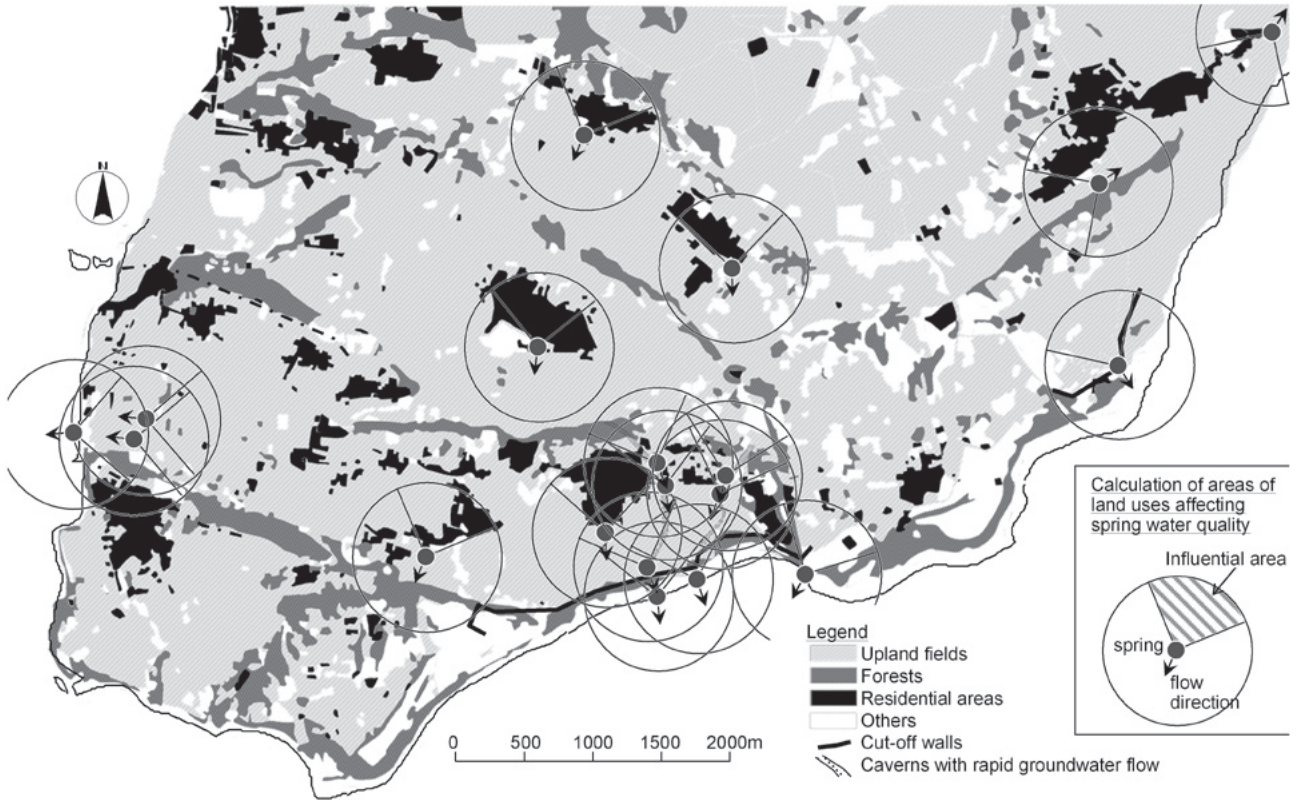 N
Calculation of areas of
land uses affecting
spring water quality
Influential area
spring
flow
direction
Legend
Upland fields
Forests
Residential areas
Others
Cut-off walls
Caverns with rapid groundwater flow
0 500 1000 1500 2000m